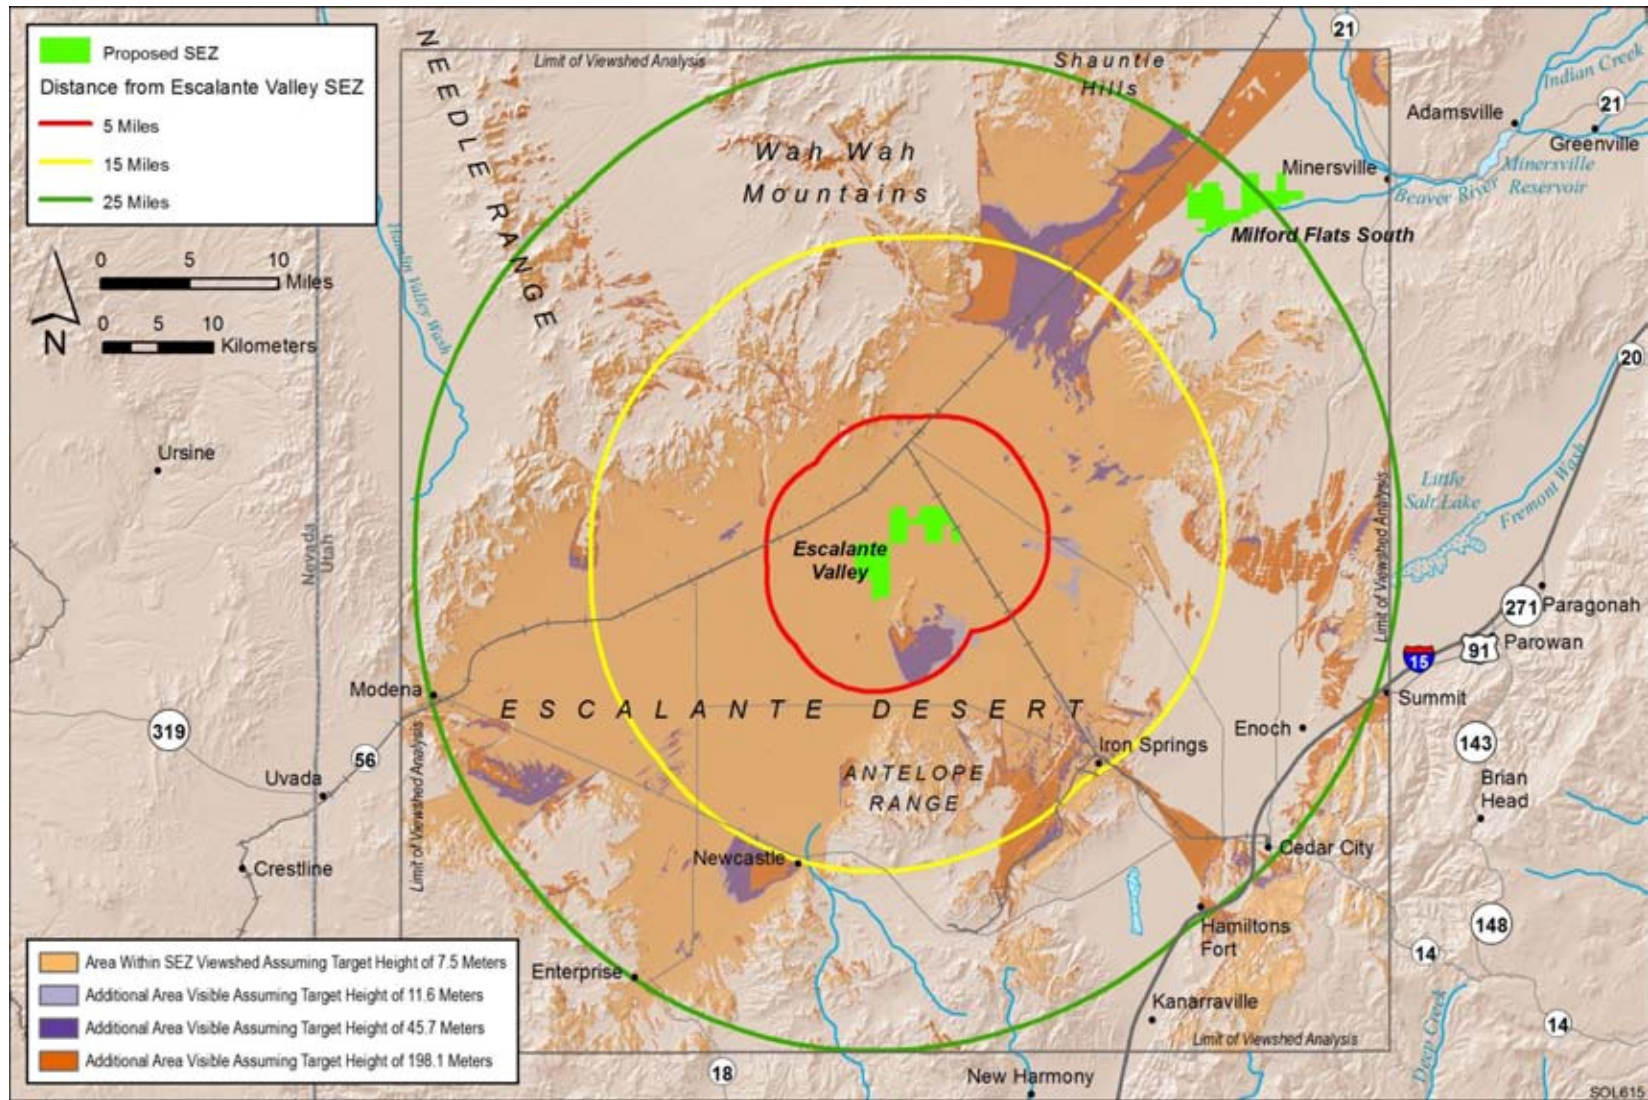 Proposed SEZ
Distance from Escalante Valley SEZ
5 Miles
15 Miles
25 Miles
0 5 10
Miles
0 5 10
Kilometers
N
NEEDLE RANGE
Limit of Viewshed Analysis
Shauntie
Hills
21
Indian Creek
Adamsville
21
Greenville
Wah Wah
Mountains
Minersville
Minersville
Reservoir
Beaver River
Milford Flats South
Hamlin Valley Wash
20
Ursine
Little
Salt Lake
Fremont Wash
Limit of Viewshed Analysis
Nevada
Utah
Escalante
Valley
271
Paragonah
91
Parowan
15
Modena
Summit
ESCALANTE DESERT
319
56
Enoch
143
Iron Springs
Uvada
ANTELOPE
RANGE
Brian
Head
Limit of Viewshed Analysis
Newcastle
Cedar City
Crestline
Hamiltons
Fort
148
14
Enterprise
Kanarraville
14
Limit of Viewshed Analysis
Deep Creek
18
New Harmony
Area Within SEZ Viewshed Assuming Target Height of 7.5 Meters
Additional Area Visible Assuming Target Height of 11.6 Meters
Additional Area Visible Assuming Target Height of 45.7 Meters
Additional Area Visible Assuming Target Height of 198.1 Meters
SOL615